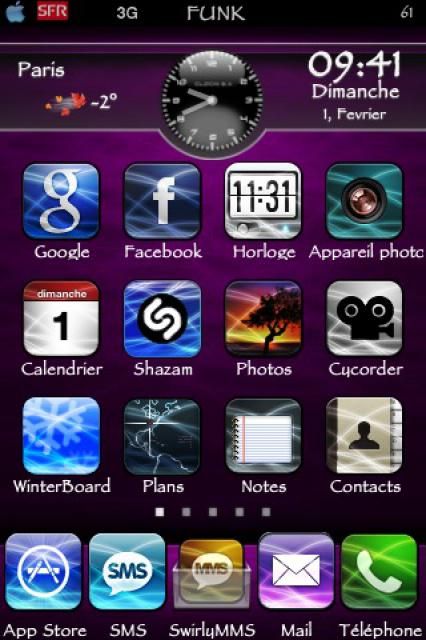 SFR 3G FUNK 61
Paris
-2°
09:41
Dimanche
1, Fevrier
g
f
11:31
Google Facebook Horloge Appareil photo
dimanche
1
Calendrier Shazam Photos Cycorder
WinterBoard Plans Notes Contacts
SMS MMS
App Store SMS SwirlyMMS Mail Téléphone